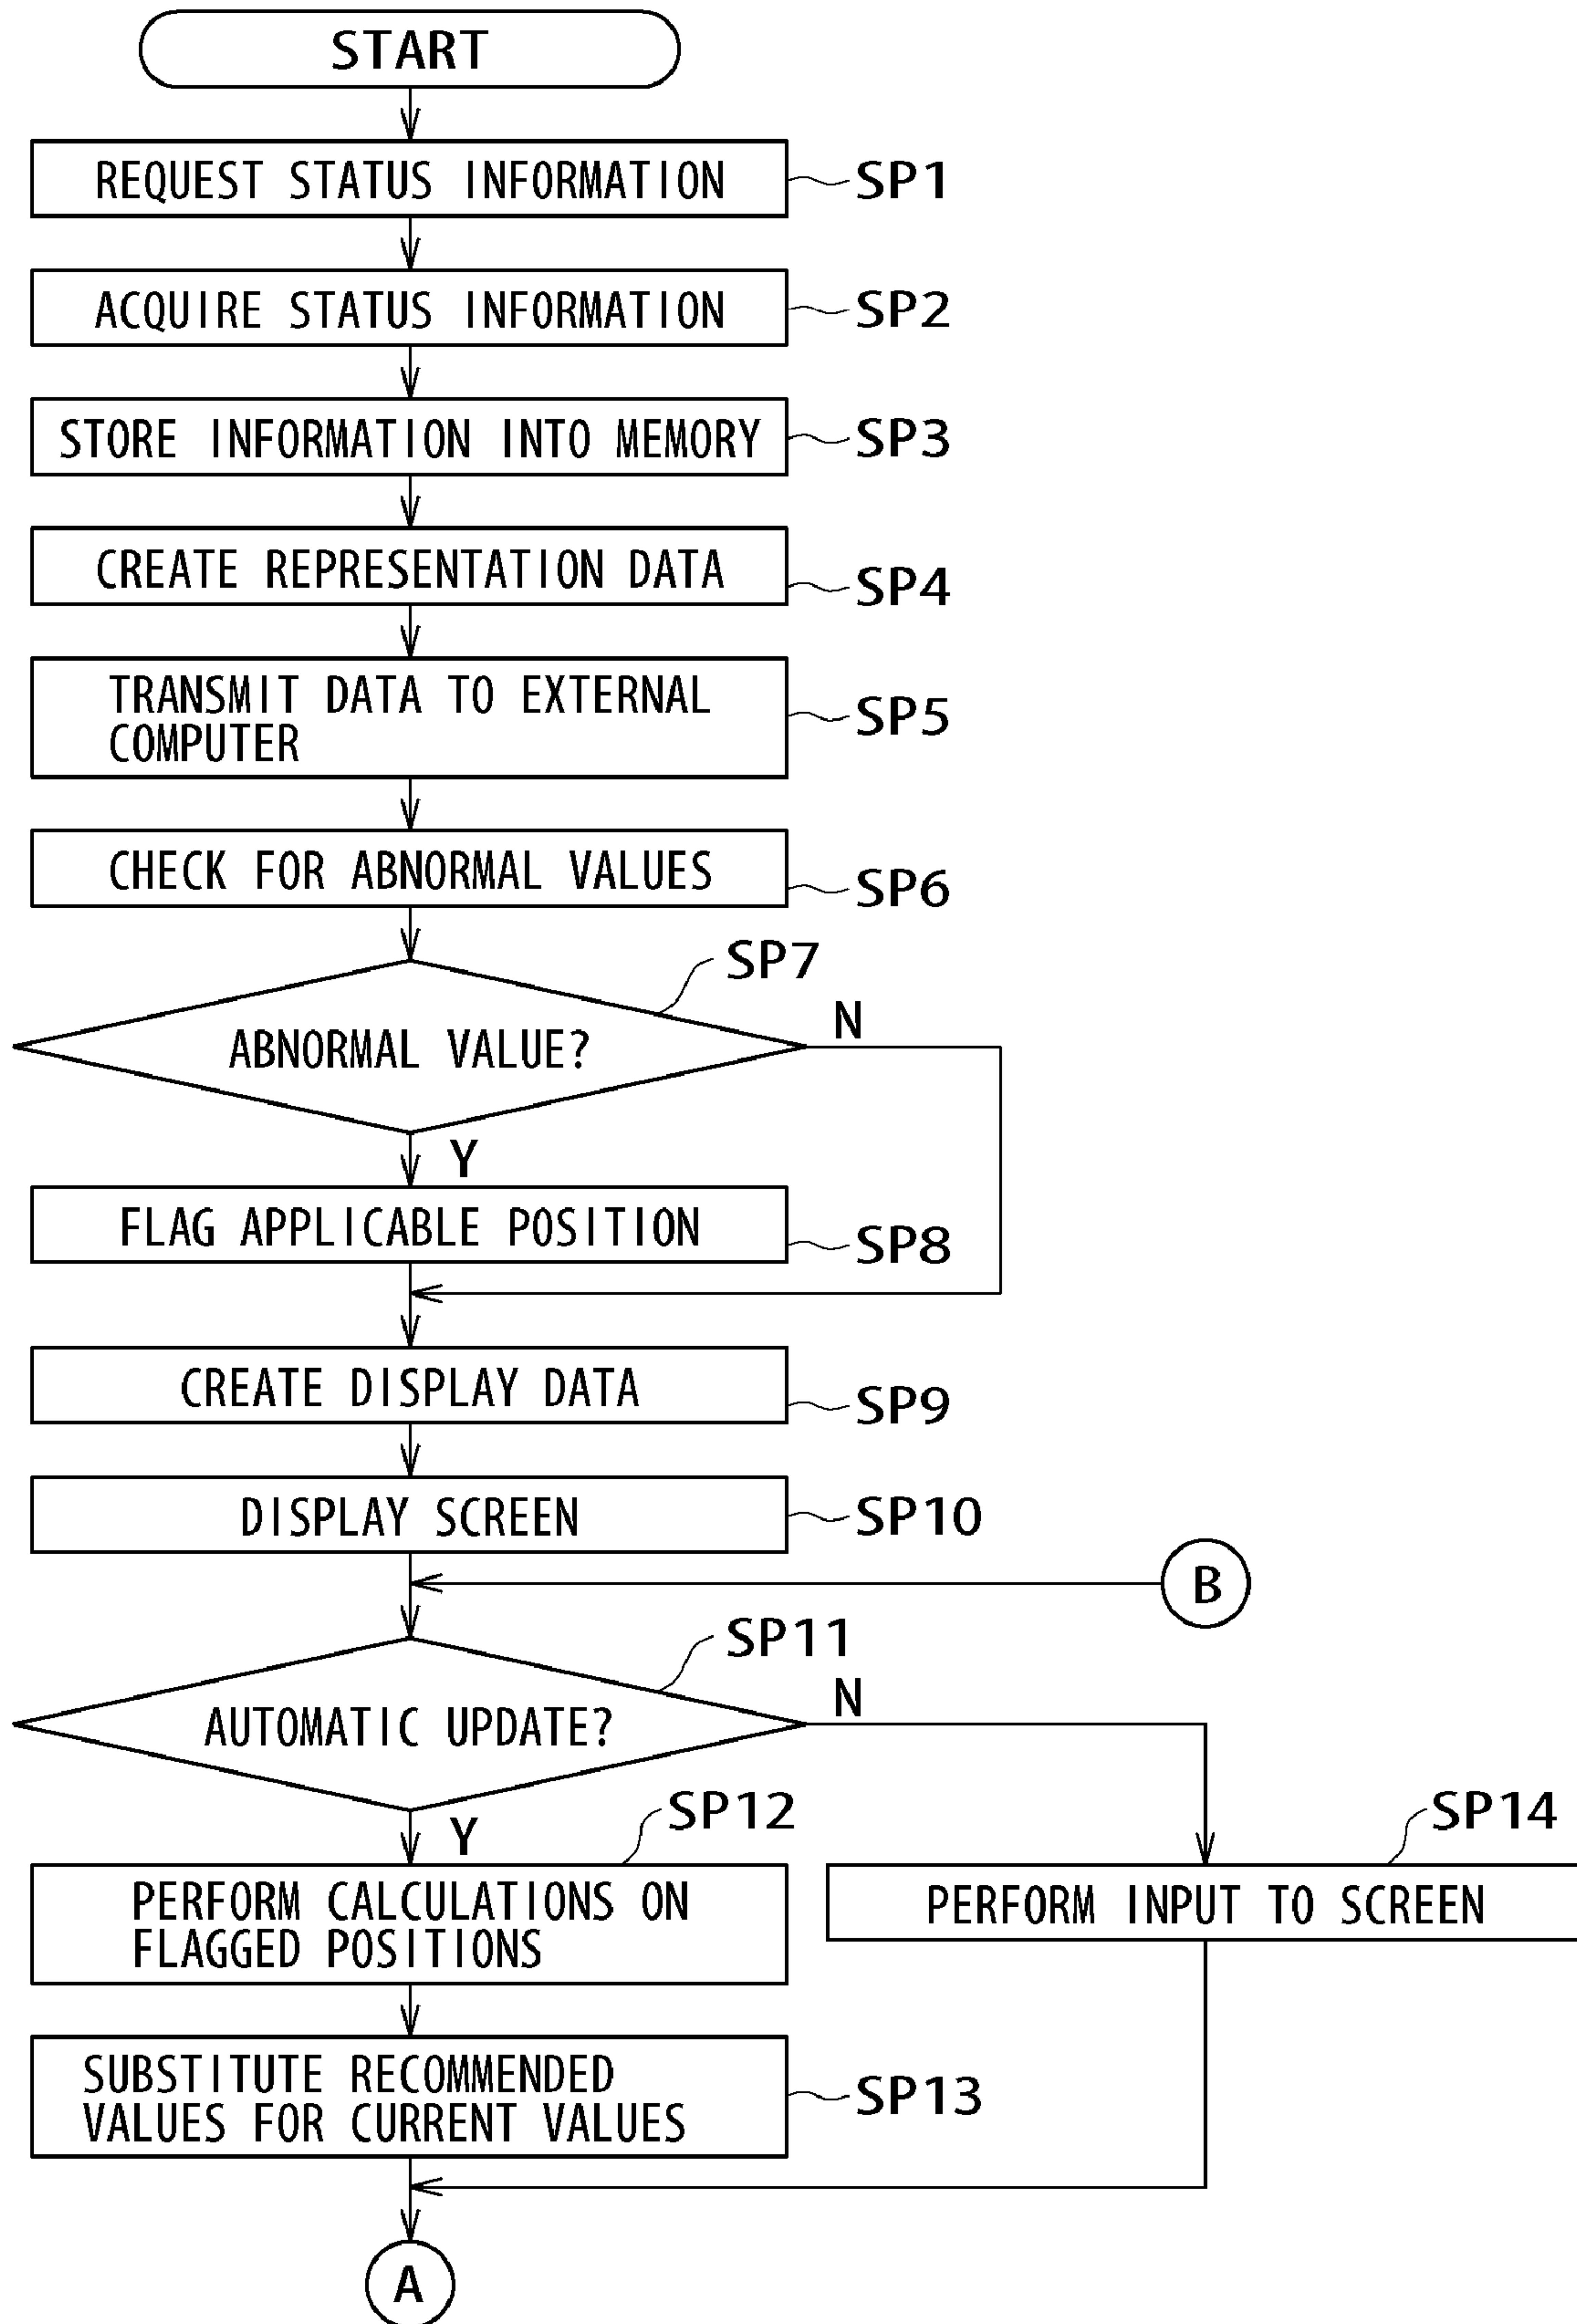 START
REQUEST STATUS INFORMATION
SP1
ACQUIRE STATUS INFORMATION
SP2
STORE INFORMATION INTO MEMORY
SP3
CREATE REPRESENTATION DATA
SP4
TRANSMIT DATA TO EXTERNAL
COMPUTER
SP5
CHECK FOR ABNORMAL VALUES
SP6
SP7
ABNORMAL VALUE?
N
Y
FLAG APPLICABLE POSITION
SP8
CREATE DISPLAY DATA
SP9
DISPLAY SCREEN
SP10
B
SP11
AUTOMATIC UPDATE?
N
Y
SP12
SP14
PERFORM CALCULATIONS ON
FLAGGED POSITIONS
PERFORM INPUT TO SCREEN
SUBSTITUTE RECOMMENDED
VALUES FOR CURRENT VALUES
SP13
A